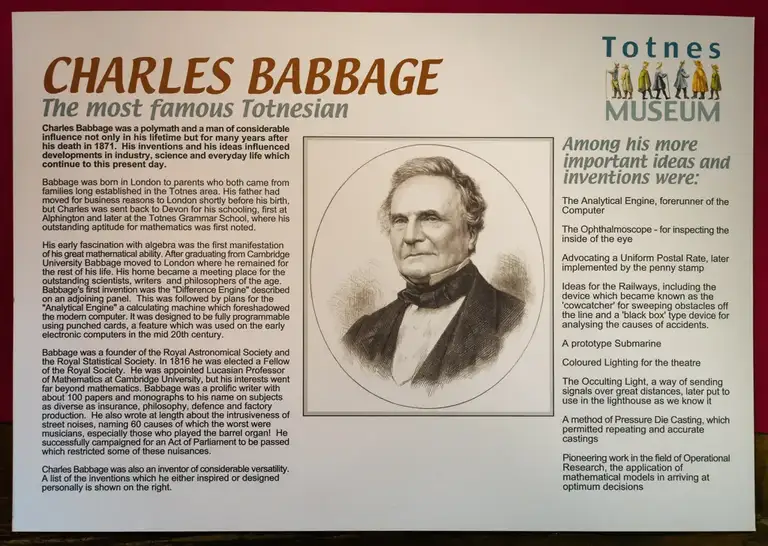 CHARLES BABBAGE
The most famous Totnesian
Charles Babbage was a polymath and a man of considerable
influence not only in his lifetime but for many years after
his death in 1871. His inventions and his ideas influenced
developments in industry, science and everyday life which
continue to this present day.
Babbage was born in London to parents who both came from
families long established in the Totnes area. His father had
moved for business reasons to London shortly before his birth,
but Charles was sent back to Devon for his schooling, first at
Alphington and later at the Totnes Grammar School, where his
outstanding aptitude for mathematics was first noted.
His early fascination with algebra was the first manifestation
of his great mathematical ability. After graduating from Cambridge
University Babbage moved to London where he remained for
the rest of his life. His home became a meeting place for the
outstanding scientists, writers and philosophers of the age.
Babbage's first invention was the "Difference Engine" described
on an adjoining panel. This was followed by plans for the
"Analytical Engine" a calculating machine which foreshadowed
the modern computer. It was designed to be fully programmable
using punched cards, a feature which was used on the early
electronic computers in the mid 20th century.
Babbage was a founder of the Royal Astronomical Society and
the Royal Statistical Society. In 1816 he was elected a Fellow
of the Royal Society. He was appointed Lucasian Professor
of Mathematics at Cambridge University, but his interests went
far beyond mathematics. Babbage was a prolific writer with
about 100 papers and monographs to his name on subjects
as diverse as insurance, philosophy, defence and factory
production. He also wrote at length about the intrusiveness of
street noises, naming 60 causes of which the worst were
musicians, especially those who played the barrel organ! He
successfully campaigned for an Act of Parliament to be passed
which restricted some of these nuisances.
Charles Babbage was also an inventor of considerable versatility.
A list of the inventions which he either inspired or designed
personally is shown on the right.
Totnes
MUSEUM
Among his more
important ideas and
inventions were:
The Analytical Engine, forerunner of the
Computer
The Ophthalmoscope - for inspecting the
inside of the eye
Advocating a Uniform Postal Rate, later
implemented by the penny stamp
Ideas for the Railways, including the
device which became known as the
'cowcatcher' for sweeping obstacles off
the line and a 'black box' type device for
analysing the causes of accidents.
A prototype Submarine
Coloured Lighting for the theatre
The Occulting Light, a way of sending
signals over great distances, later put to
use in the lighthouse as we know it
A method of Pressure Die Casting, which
permitted repeating and accurate
castings
Pioneering work in the field of Operational
Research, the application of
mathematical models in arriving at
optimum decisions